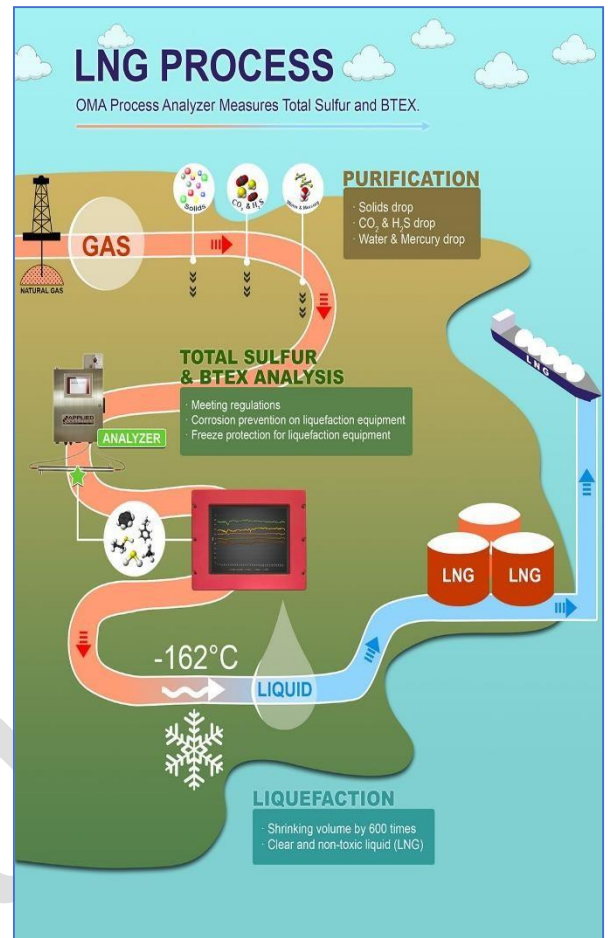 LNG PROCESS
OMA Process Analyzer Measures Total Sulfur and BTEX.
Solids
CO₂ & H₂S
Water & Mercury
PURIFICATION
· Solids drop
· CO₂ & H₂S drop
· Water & Mercury drop
GAS
NATURAL GAS
LNG
TOTAL SULFUR
& BTEX ANALYSIS
· Meeting regulations
· Corrosion prevention on liquefaction equipment
· Freeze protection for liquefaction equipment
APPLIED
ANALYZER
LNG
LNG
-162°C
LIQUID
LIQUEFACTION
· Shrinking volume by 600 times
· Clear and non-toxic liquid (LNG)